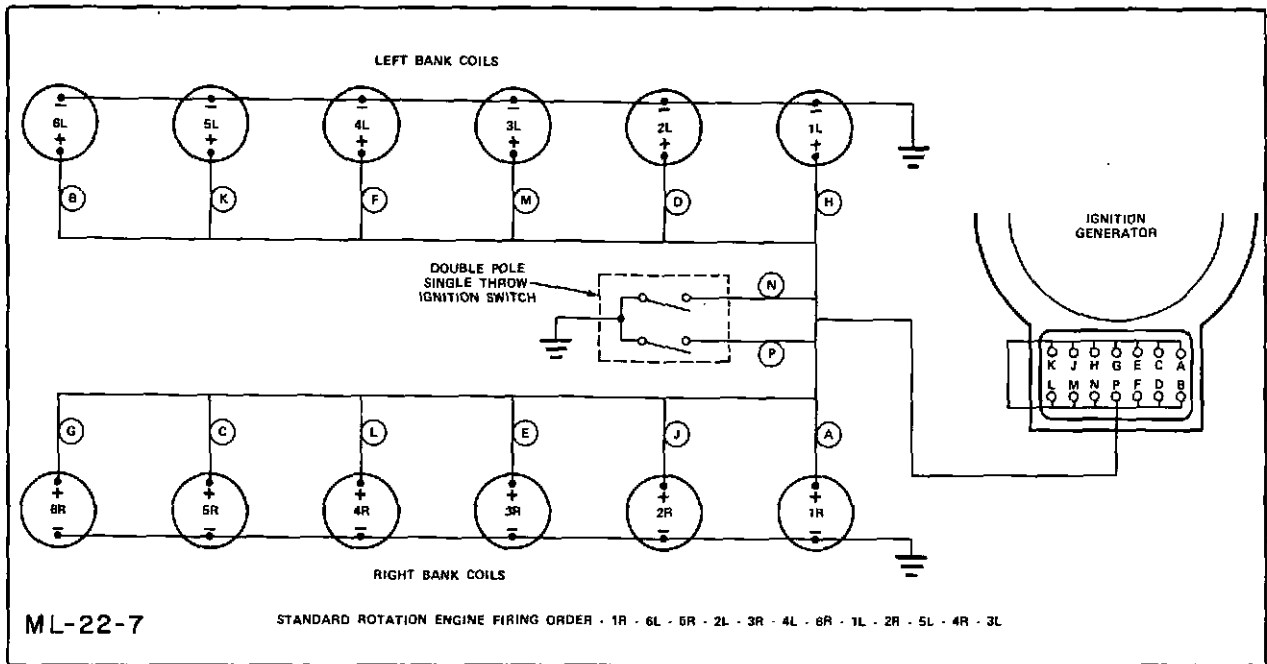 LEFT BANK COILS
6L 5L 4L 3L 2L 1L
B K F M D H
IGNITION
GENERATOR
DOUBLE POLE
SINGLE THROW
IGNITION SWITCH
N
P
K J H G E C A
L M N P F D B
G C L E J A
6R 5R 4R 3R 2R 1R
RIGHT BANK COILS
ML-22-7
STANDARD ROTATION ENGINE FIRING ORDER - 1R - 6L - 5R - 2L - 3R - 4L - 6R - 1L - 2R - 5L - 4R - 3L